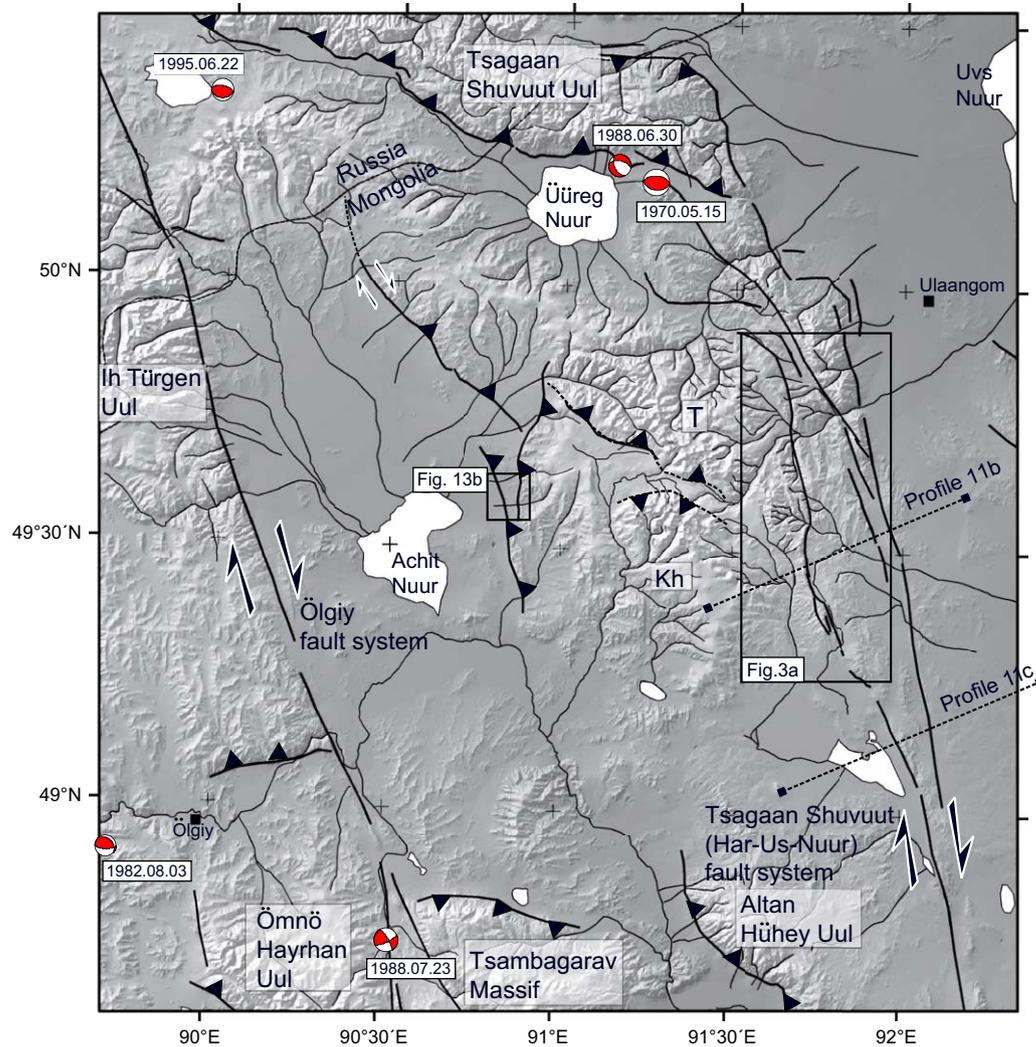 1995.06.22
Tsagaan
Shuvuut Uul
Uvs
Nuur
1988.06.30
Russia
Mongolia
Üüreg
Nuur
1970.05.15
50°N
Ulaangom
Ih Türgen
Uul
T
Fig. 13b
Profile 11b
49°30'N
Achit
Nuur
Kh
Ölgiy
fault system
Fig.3a
Profile 11c
49°N
Ölgiy
Tsagaan Shuvuut
(Har-Us-Nuur)
fault system
1982.08.03
Altan
Hühey Uul
Ömnö
Hayrhan
Uul
1988.07.23
Tsambagarav
Massif
90°E
90°30'E
91°E
91°30'E
92°E